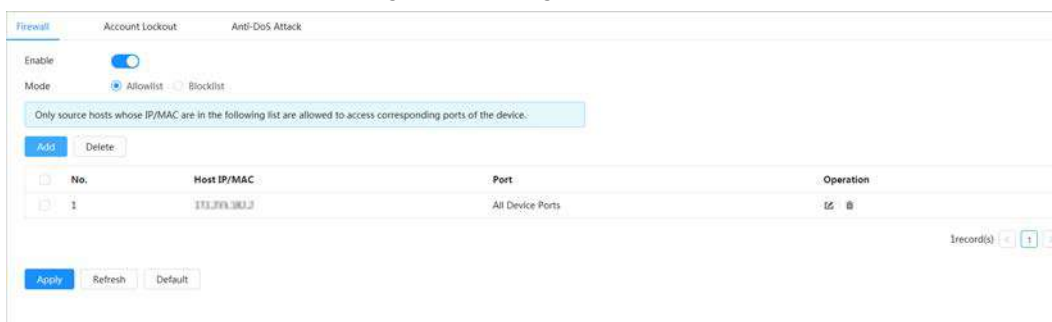 Firewall Account Lockout Anti-DoS Attack
Enable
Mode Allowlist Blocklist
Only source hosts whose IP/MAC are in the following list are allowed to access corresponding ports of the device.
Add Delete
No. Host IP/MAC Port Operation
1 All Device Ports
1record(s) 1
Apply Refresh Default